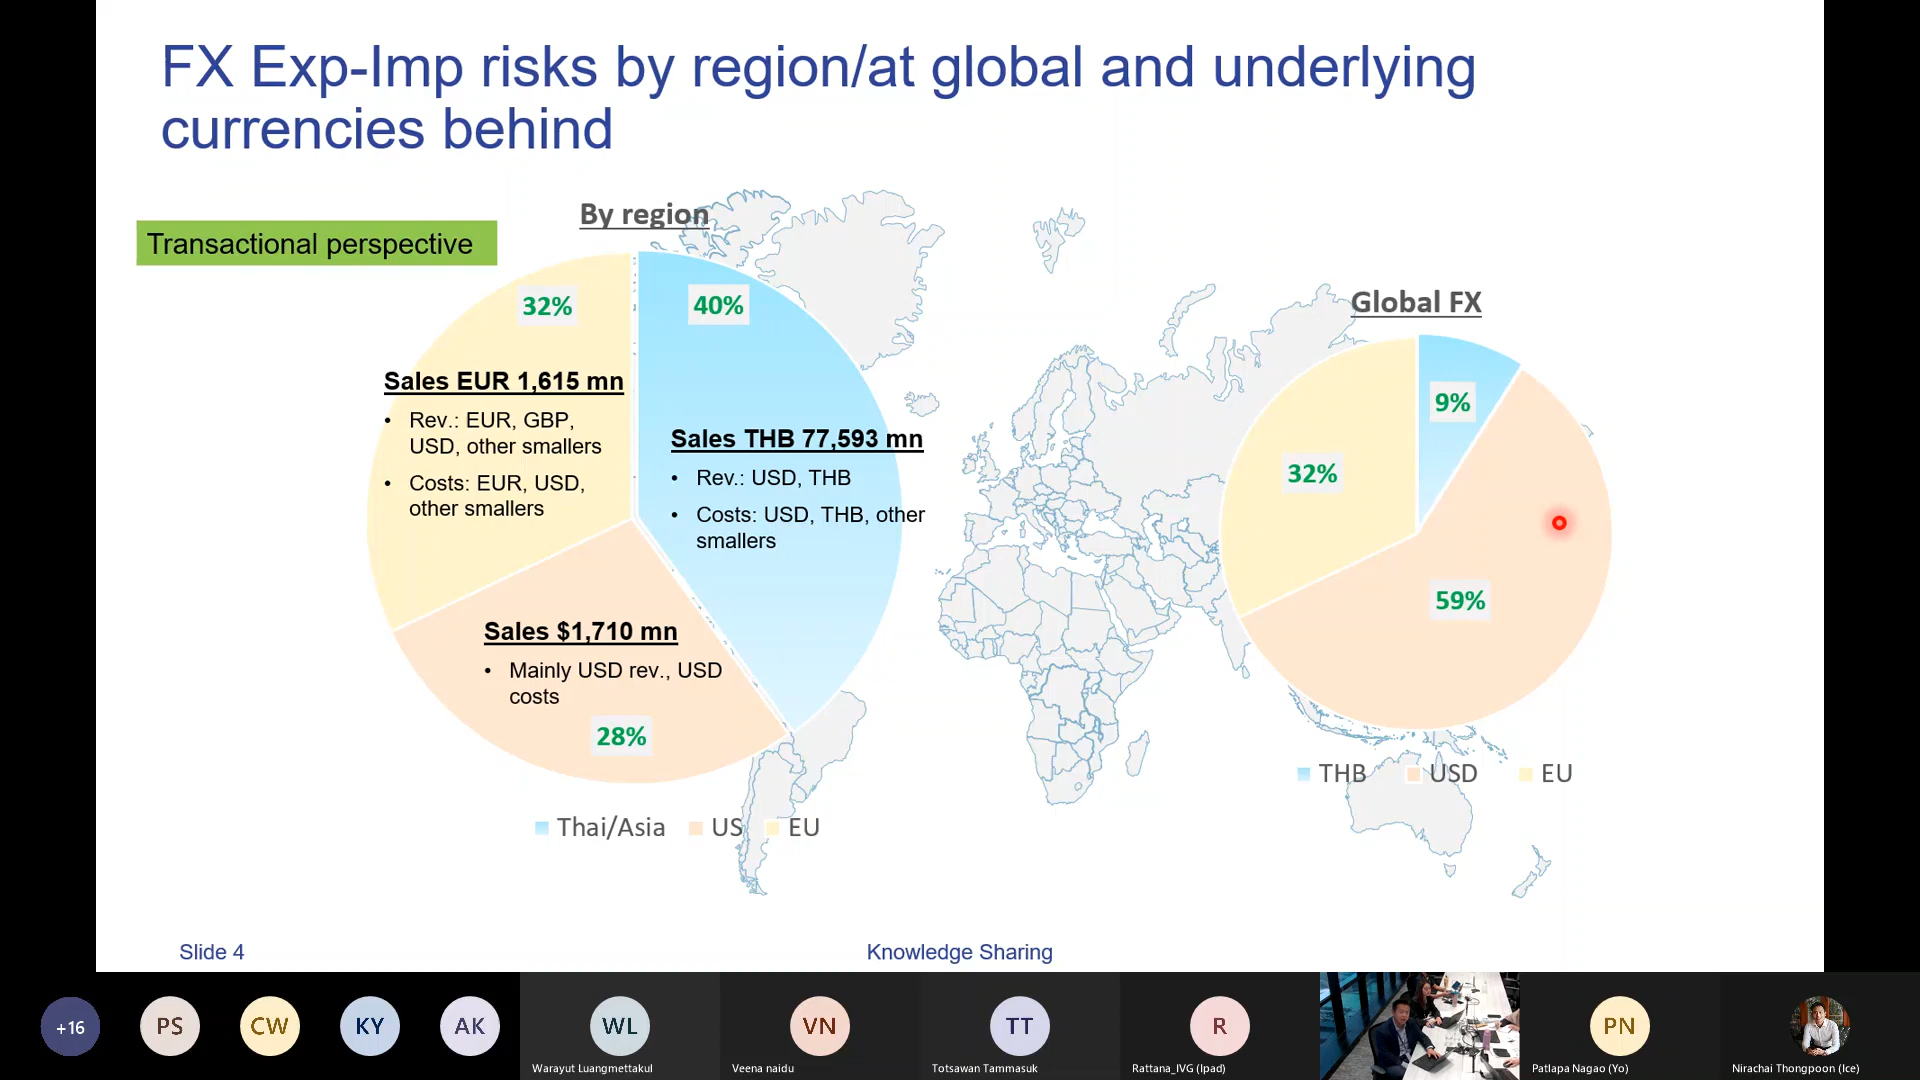 FX Exp-Imp risks by region/at global and underlying
currencies behind
Transactional perspective
By region
32%
40%
Sales EUR 1,615 mn
• Rev.: EUR, GBP,
USD, other smallers
• Costs: EUR, USD,
other smallers
Sales THB 77,593 mn
• Rev.: USD, THB
• Costs: USD, THB, other
smallers
Sales $1,710 mn
• Mainly USD rev., USD
costs
28%
Thai/Asia US EU
Global FX
9%
32%
59%
THB USD EU
Slide 4
Knowledge Sharing
+16
PS
CW
KY
AK
WL
Warayut Luangmettakul
VN
Veena naidu
TT
Totsawan Tammasuk
R
Rattana_IVG (Ipad)
PN
Patlapa Nagao (Yo)
Nirachai Thongpoon (Ice)